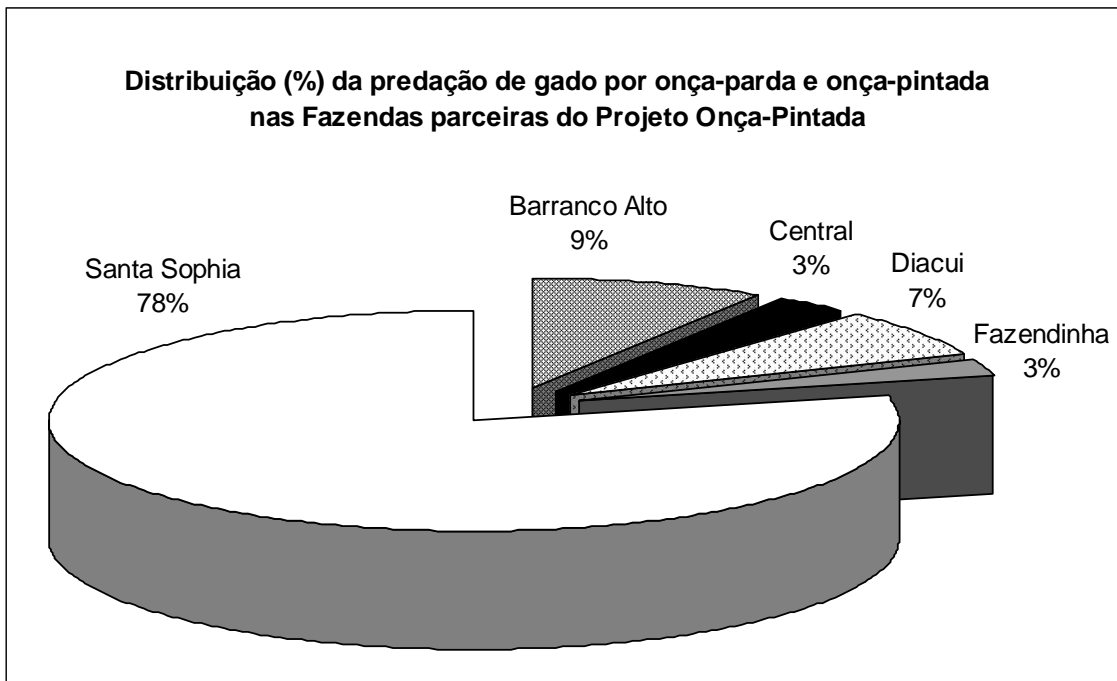 Distribuição (%) da predação de gado por onça-parda e onça-pintada
nas Fazendas parceiras do Projeto Onça-Pintada
Barranco Alto
9%
Central
3%
Diacui
7%
Fazendinha
3%
Santa Sophia
78%